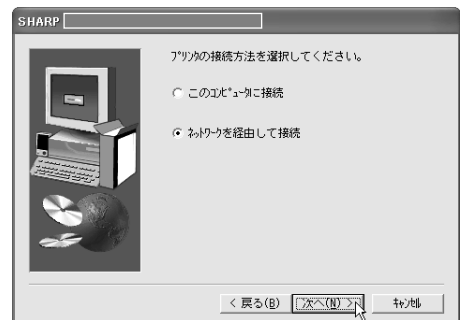 SHARP
ﾌﾟﾘﾝﾀの接続方法を選択してください。
このｺﾝﾋﾟｭｰﾀに接続
ﾈｯﾄﾜｰｸを経由して接続
< 戻る(B)
次へ(N) >
ｷｬﾝｾﾙ